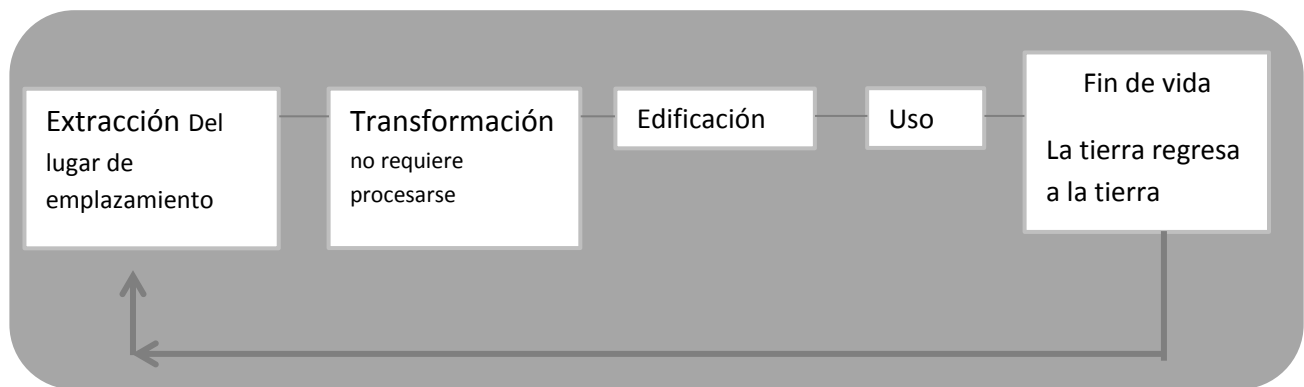 Extracción Del
lugar de
emplazamiento
Transformación
no requiere
procesarse
Edificación
Uso
Fin de vida
La tierra regresa
a la tierra